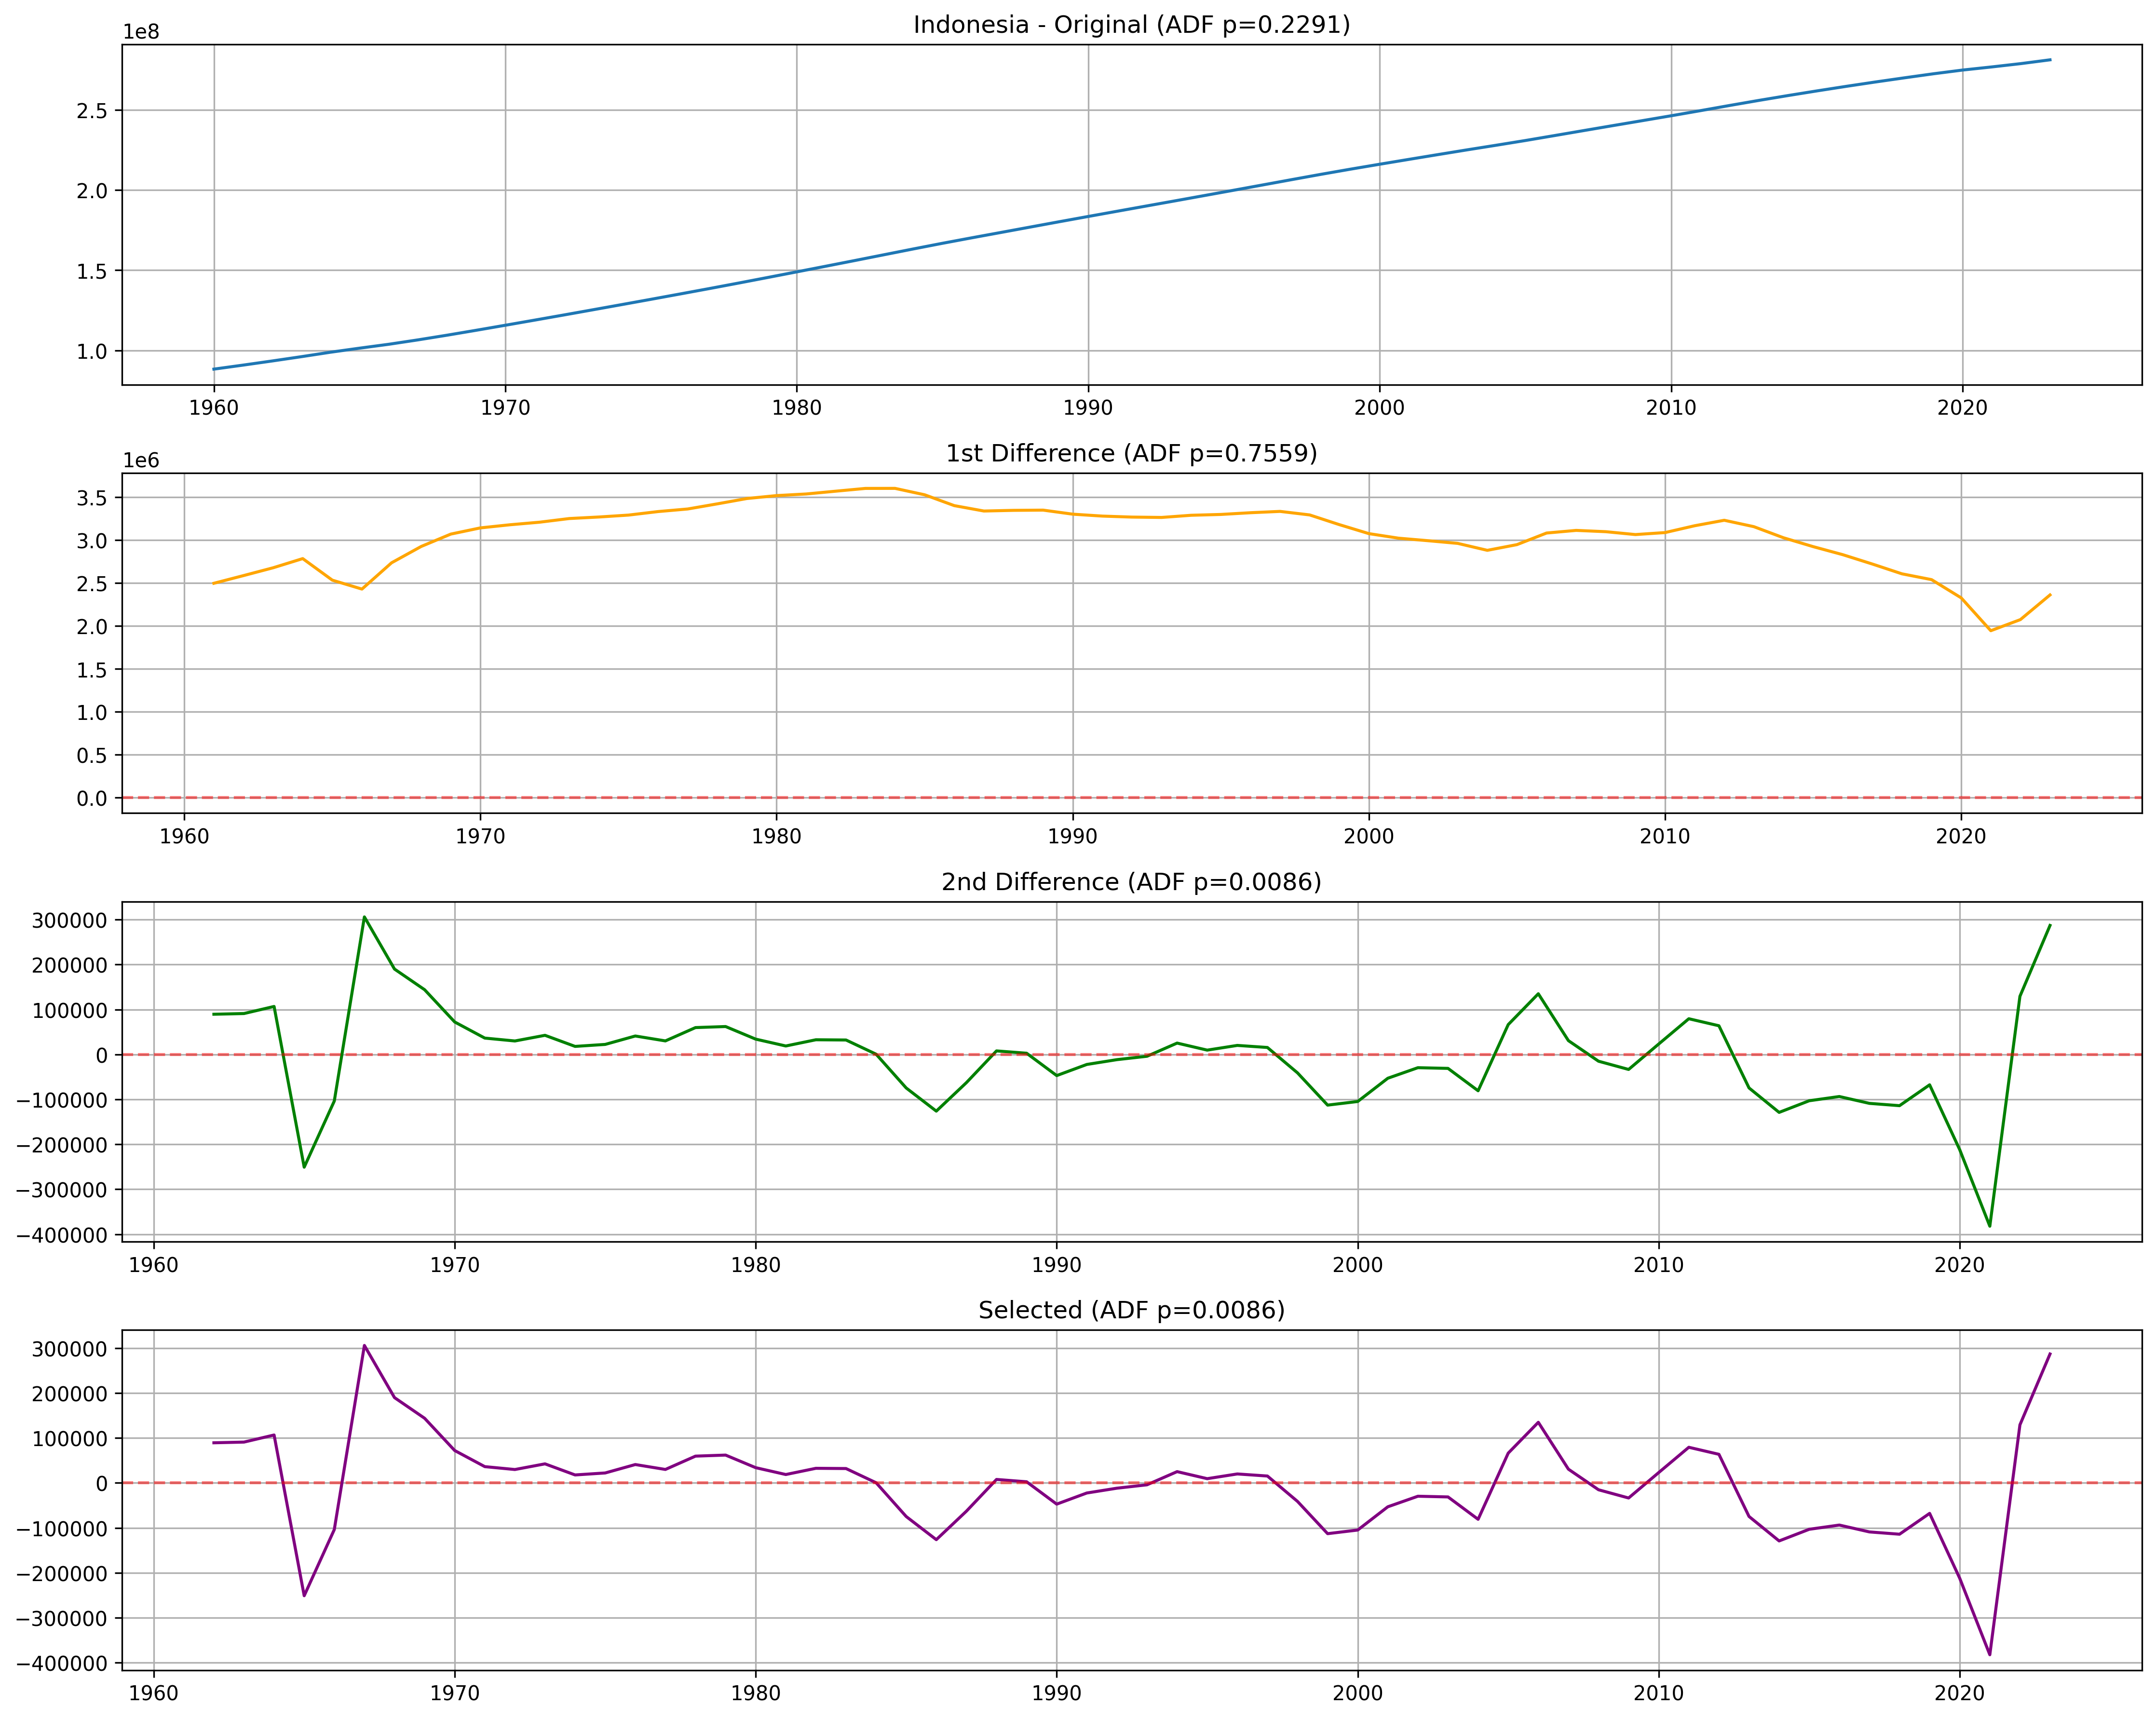 Indonesia - Original (ADF p=0.2291)
1e8
2.5
2.0
1.5
1.0
1960 1970 1980 1990 2000 2010 2020
1st Difference (ADF p=0.7559)
1e6
3.5
3.0
2.5
2.0
1.5
1.0
0.5
0.0
1960 1970 1980 1990 2000 2010 2020
2nd Difference (ADF p=0.0086)
300000
200000
100000
0
−100000
−200000
−300000
−400000
1960 1970 1980 1990 2000 2010 2020
Selected (ADF p=0.0086)
300000
200000
100000
0
−100000
−200000
−300000
−400000
1960 1970 1980 1990 2000 2010 2020